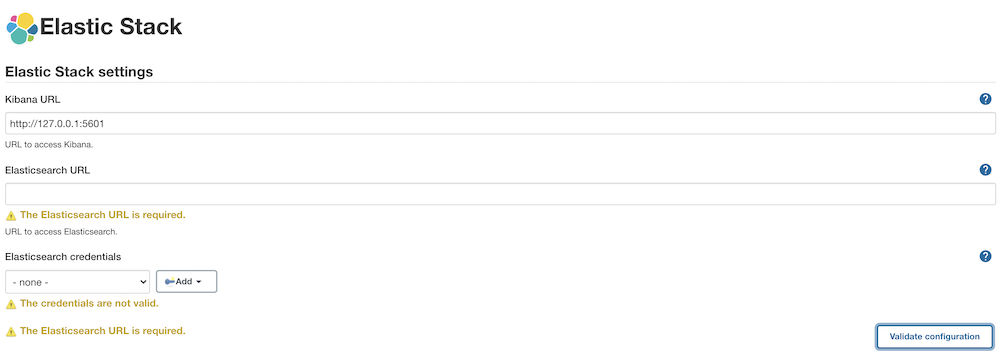 Elastic Stack
Elastic Stack settings
Kibana URL
http://127.0.0.1:5601
URL to access Kibana.
Elasticsearch URL
The Elasticsearch URL is required.
URL to access Elasticsearch.
Elasticsearch credentials
- none -
Add
The credentials are not valid.
The Elasticsearch URL is required.
Validate configuration